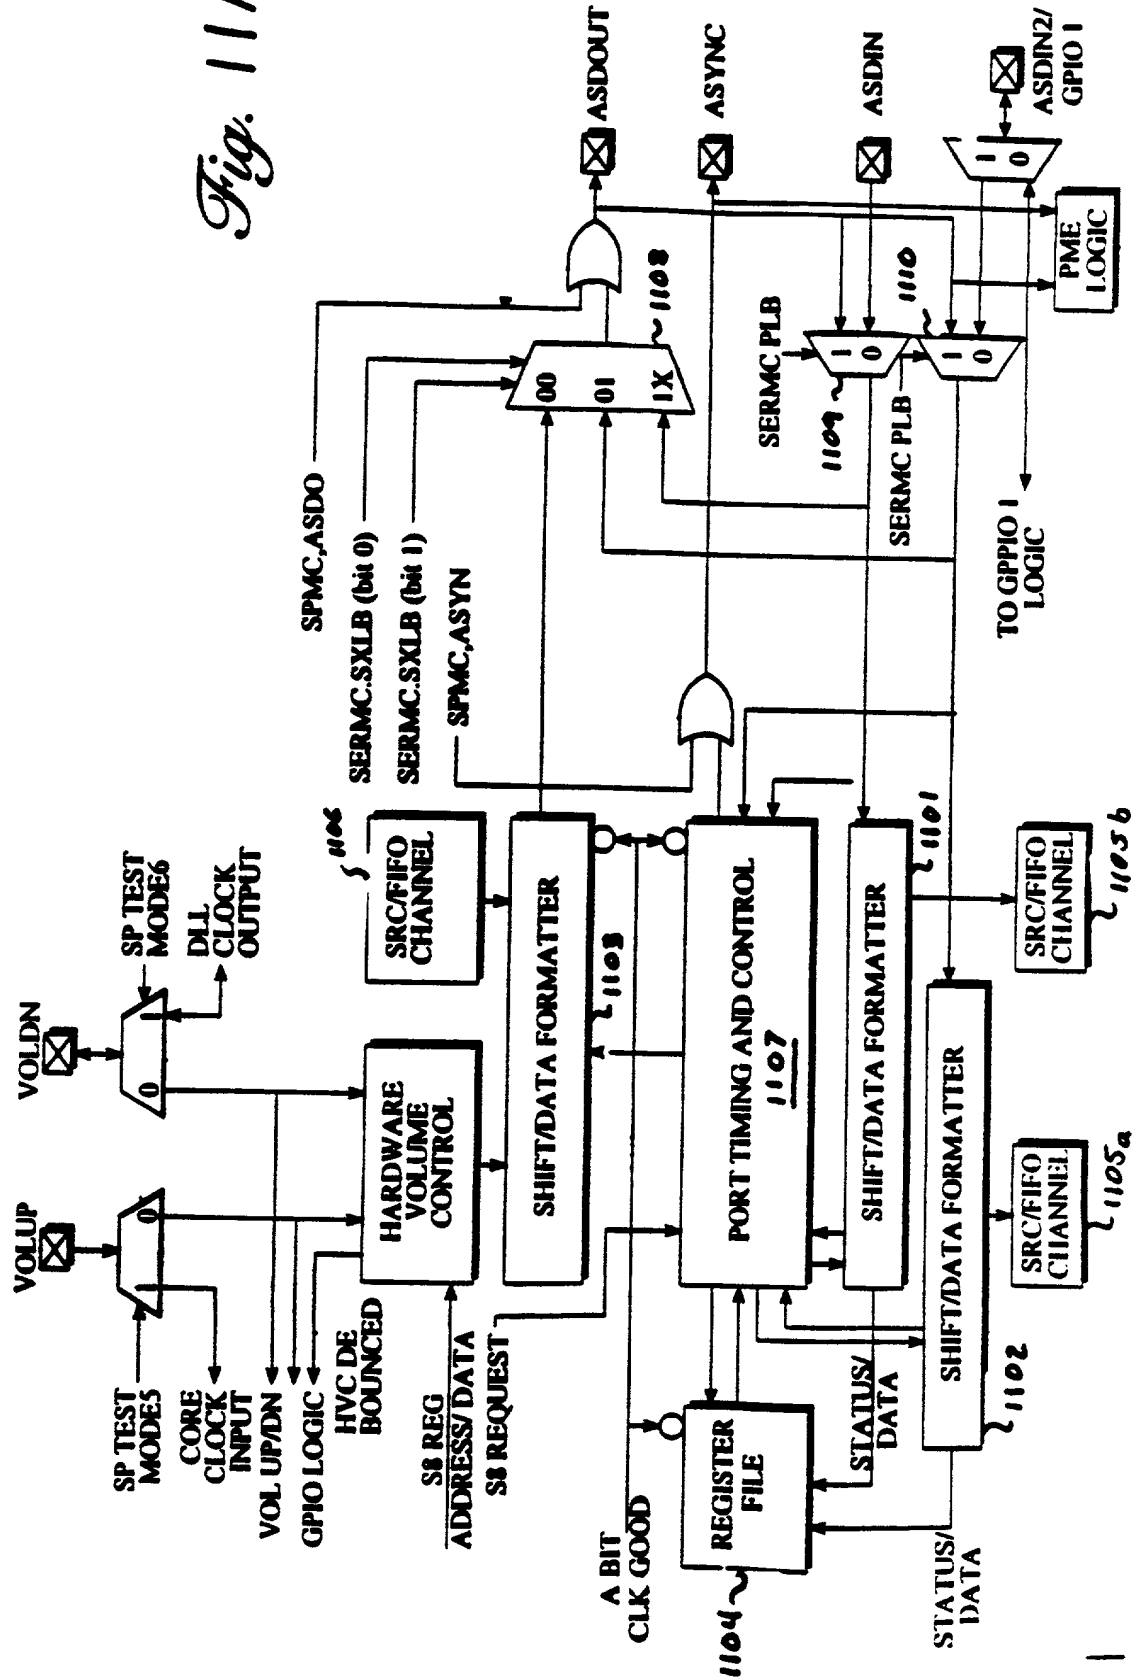 Fig. 11A
VOLUP
VOLDN
SP TEST
MODE5
0
0
1
SP TEST
MODE6
CORE
CLOCK
INPUT
DLL
CLOCK
OUTPUT
VOL UP/DN
GPIO LOGIC
HVC DE
BOUNCED
HARDWARE
VOLUME
CONTROL
SRC/FIFO
CHANNEL
1106
S8 REG
ADDRESS/DATA
S8 REQUEST
SHIFT/DATA FORMATTER
1103
SPMC,ASDO
SERMC.SXLB (bit 0)
SERMC.SXLB (bit 1)
SPMC,ASYN
00
01
1X
1108
ASDOUT
ASYNC
ASDIN
ASDIN2/
GPIO 1
1
0
A BIT
CLK GOOD
REGISTER
FILE
1104
PORT TIMING AND CONTROL
1107
SERMC PLB
1
0
1109
SERMC PLB
1
0
1110
PME
LOGIC
TO GPPIO 1
LOGIC
STATUS/
DATA
SHIFT/DATA FORMATTER
1101
STATUS/
DATA
SHIFT/DATA FORMATTER
1102
SRC/FIFO
CHANNEL
1105a
SRC/FIFO
CHANNEL
1105b